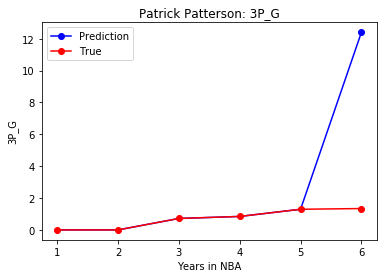 Patrick Patterson: 3P_G
Prediction
True
12
10
8
6
4
2
0
3P_G
1 2 3 4 5 6
Years in NBA